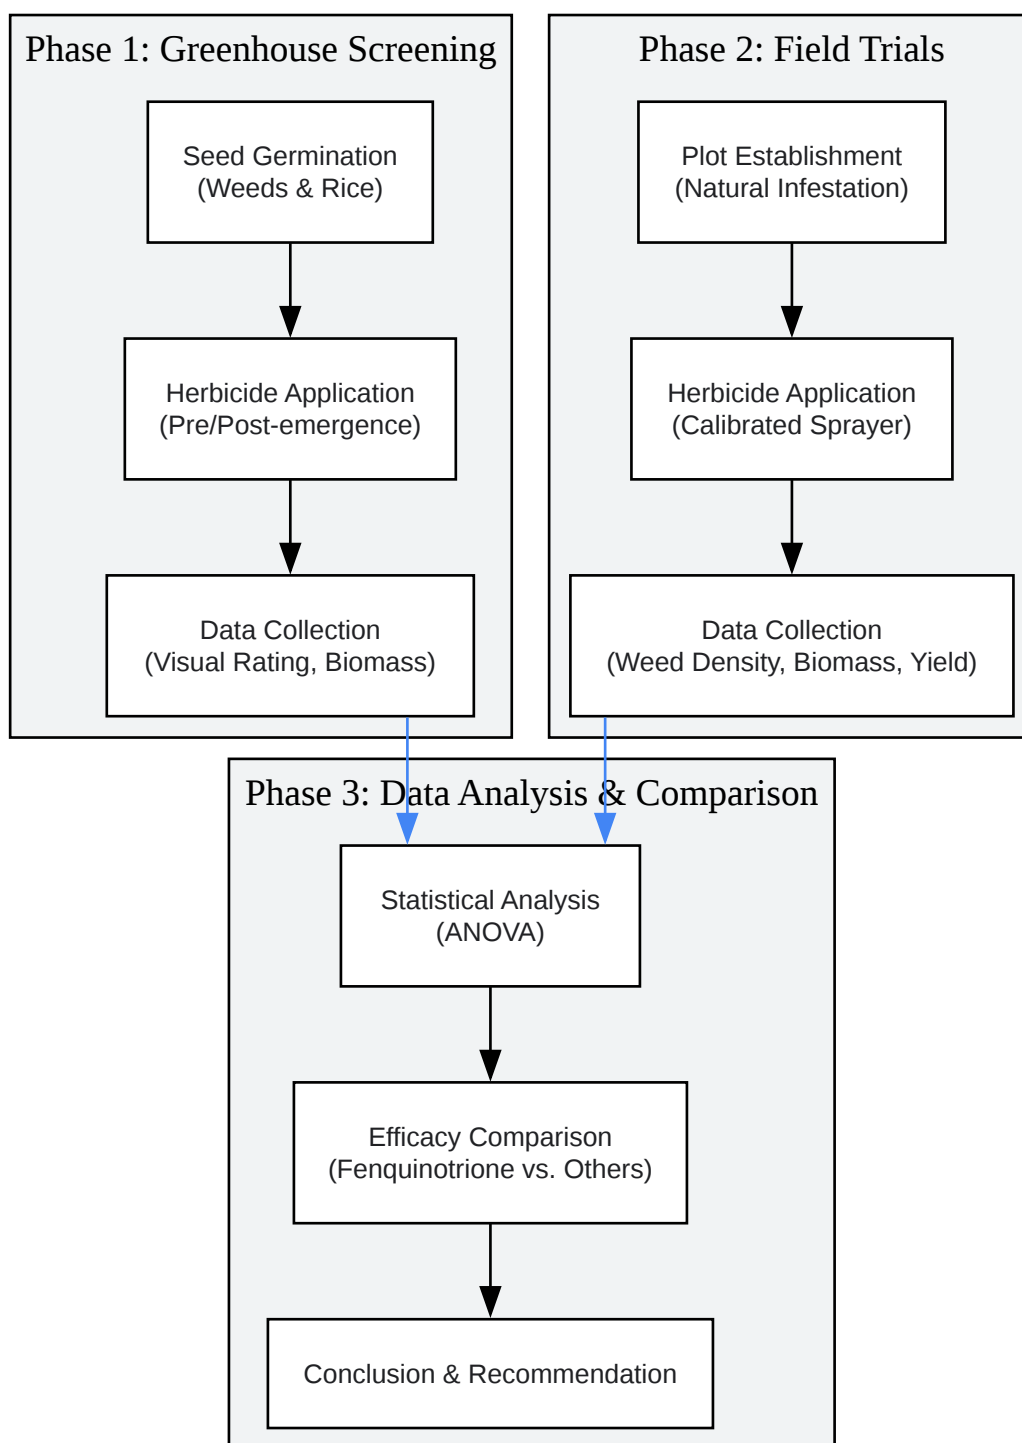 Phase 1: Greenhouse Screening
Seed Germination
(Weeds & Rice)
Herbicide Application
(Pre/Post-emergence)
Data Collection
(Visual Rating, Biomass)
Phase 2: Field Trials
Plot Establishment
(Natural Infestation)
Herbicide Application
(Calibrated Sprayer)
Data Collection
(Weed Density, Biomass, Yield)
Phase 3: Data Analysis & Comparison
Statistical Analysis
(ANOVA)
Efficacy Comparison
(Fenquinotrione vs. Others)
Conclusion & Recommendation